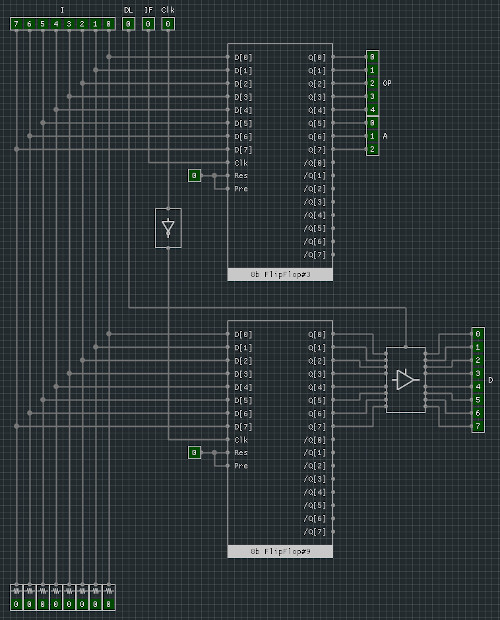 I DL IF Clk
7 6 5 4 3 2 1 0 0 0 0
D[0] Q[0] 0
D[1] Q[1] 1
D[2] Q[2] 2 OP
D[3] Q[3] 3
D[4] Q[4] 4
D[5] Q[5] 0
D[6] Q[6] 1 A
D[7] Q[7] 2
Clk /Q[0]
0 Res /Q[1]
Pre /Q[2]
/Q[3]
/Q[4]
/Q[5]
/Q[6]
/Q[7]
8b FlipFlop#3
D[0] Q[0] 0
D[1] Q[1] 1
D[2] Q[2] 2
D[3] Q[3] 3 D
D[4] Q[4] 4
D[5] Q[5] 5
D[6] Q[6] 6
D[7] Q[7] 7
Clk /Q[0]
0 Res /Q[1]
Pre /Q[2]
/Q[3]
/Q[4]
/Q[5]
/Q[6]
/Q[7]
8b FlipFlop#9
0 0 0 0 0 0 0 0